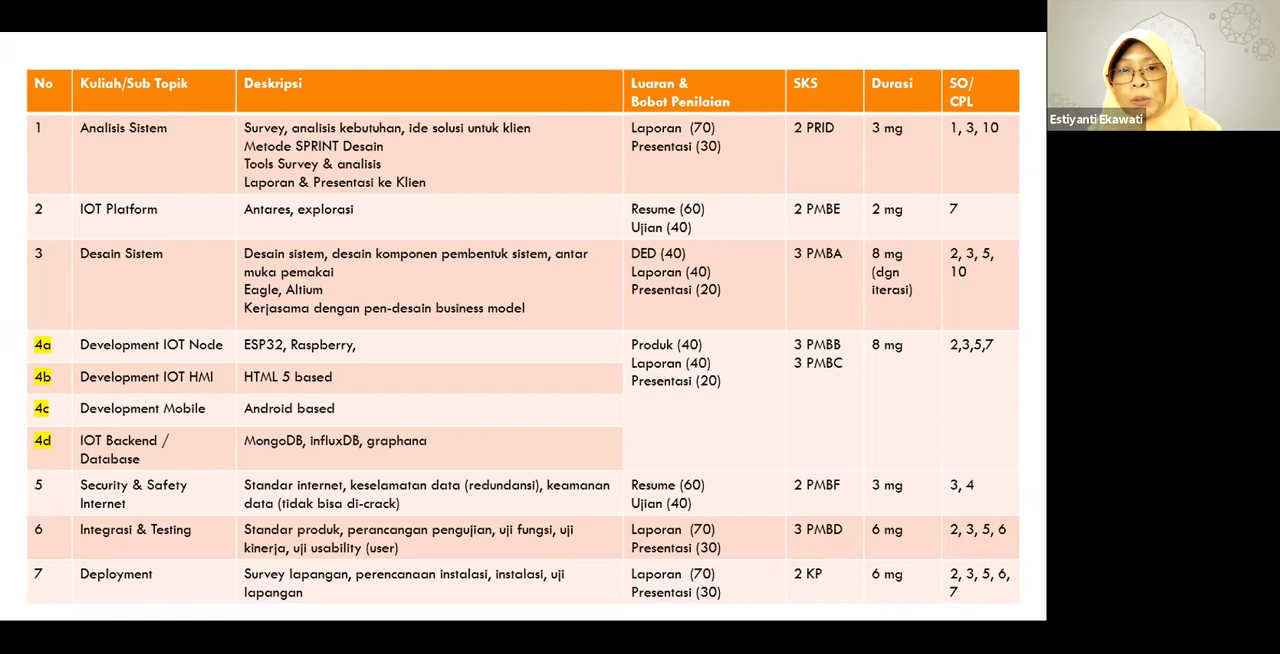 No Kuliah/Sub Topik Deskripsi Luaran & SKS Durasi SO/
Bobot Penilaian CPL
1 Analisis Sistem Survey, analisis kebutuhan, ide solusi untuk klien Laporan (70) 2 PRID 3 mg 1, 3, 10
Metode SPRINT Desain Presentasi (30)
Tools Survey & analisis
Laporan & Presentasi ke Klien
2 IOT Platform Antares, explorasi Resume (60) 2 PMBE 2 mg 7
Ujian (40)
3 Desain Sistem Desain sistem, desain komponen pembentuk sistem, antar DED (40) 3 PMBA 8 mg 2, 3, 5,
muka pemakai Laporan (40) (dgn 10
Eagle, Altium Presentasi (20) iterasi)
Kerjasama dengan pen-desain business model
4a Development IOT Node ESP32, Raspberry, Produk (40) 3 PMBB 8 mg 2,3,5,7
Laporan (40) 3 PMBC
4b Development IOT HMI HTML 5 based Presentasi (20)
4c Development Mobile Android based
4d IOT Backend / MongoDB, influxDB, graphana
Database
5 Security & Safety Standar internet, keselamatan data (redundansi), keamanan Resume (60) 2 PMBF 3 mg 3, 4
Internet data (tidak bisa di-crack) Ujian (40)
6 Integrasi & Testing Standar produk, perancangan pengujian, uji fungsi, uji Laporan (70) 3 PMBD 6 mg 2, 3, 5, 6
kinerja, uji usability (user) Presentasi (30)
7 Deployment Survey lapangan, perencanaan instalasi, instalasi, uji Laporan (70) 2 KP 6 mg 2, 3, 5, 6,
lapangan Presentasi (30) 7
Estiyanti Ekawati